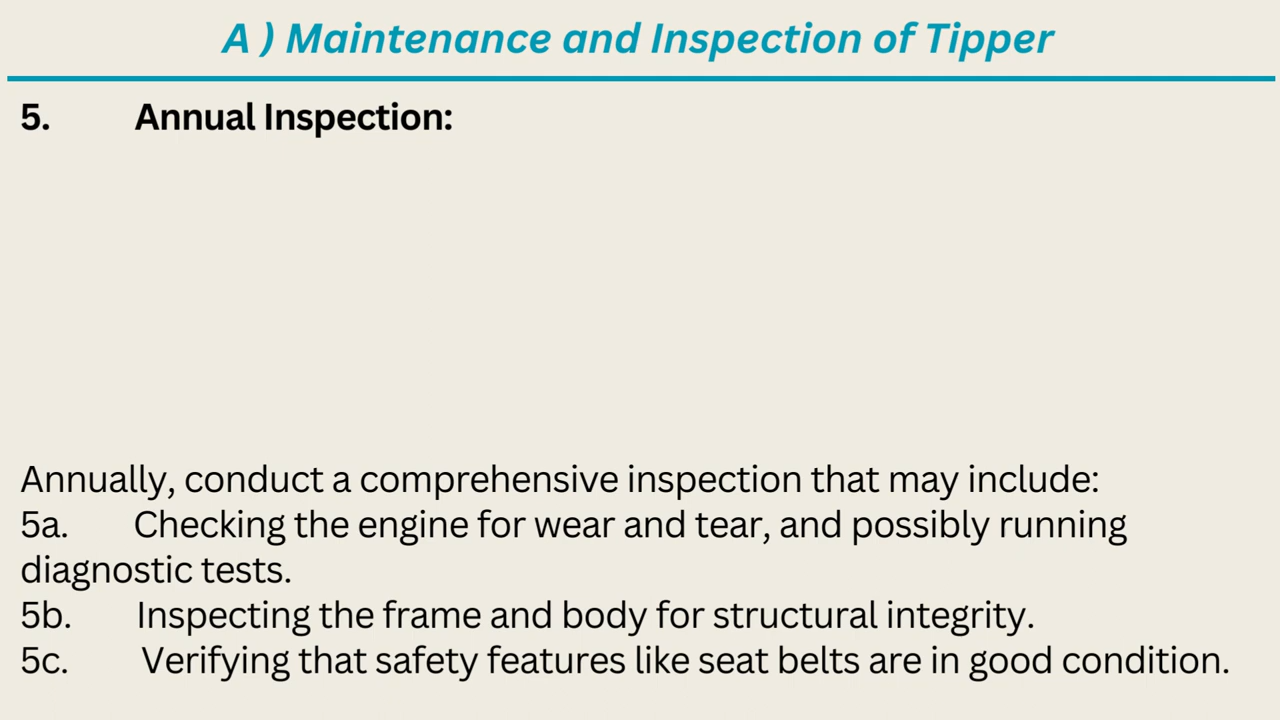 A ) Maintenance and Inspection of Tipper
5. Annual Inspection:
Annually, conduct a comprehensive inspection that may include:
5a. Checking the engine for wear and tear, and possibly running
diagnostic tests.
5b. Inspecting the frame and body for structural integrity.
5c. Verifying that safety features like seat belts are in good condition.